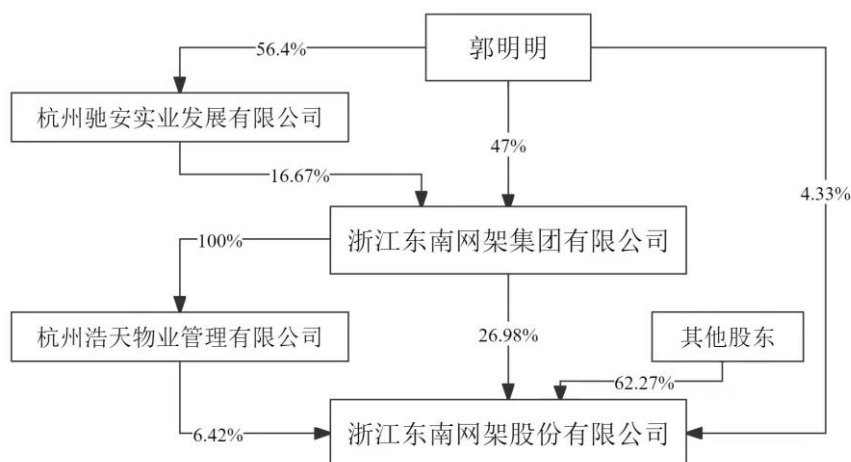 郭明明
56.4%
杭州驰安实业发展有限公司
47%
16.67%
4.33%
浙江东南网架集团有限公司
100%
杭州浩天物业管理有限公司
26.98%
其他股东
62.27%
6.42%
浙江东南网架股份有限公司